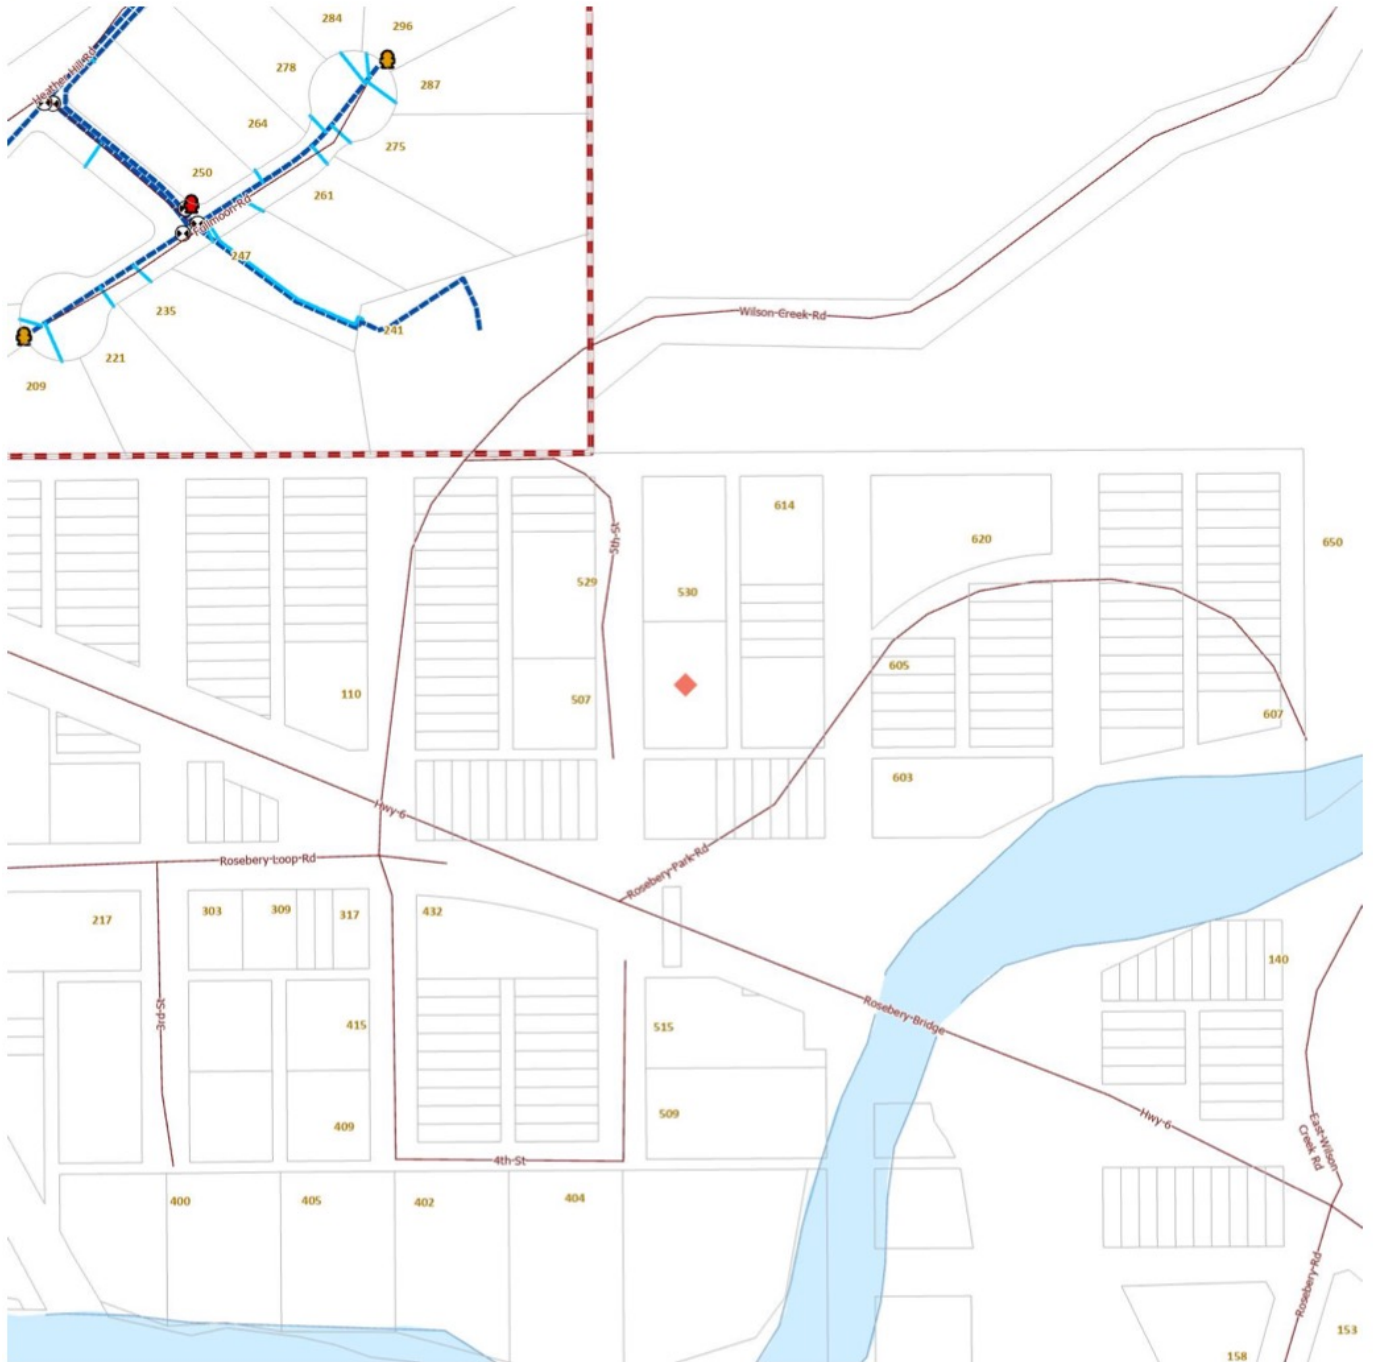 284
296
278
287
Heather Hill Rd
264
275
250
261
Fullmoon Rd
247
235
241
221
209
Wilson Creek Rd
614
620
650
5th St
529
530
605
110
507
607
603
Hwy 6
Rosebery Loop Rd
Rosebery Park Rd
217
303
309
317
432
140
3rd St
415
515
Rosebery Bridge
409
509
Hwy 6
East Wilson
Creek Rd
4th St
400
405
402
404
Rosebery Rd
153
158